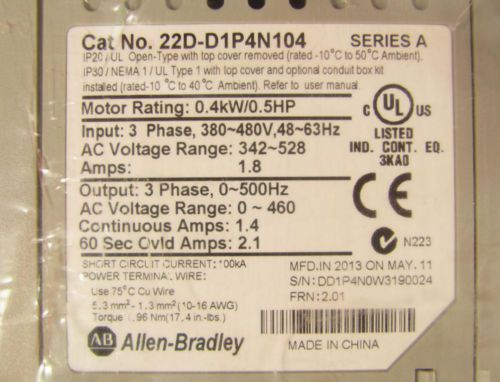 Cat No. 22D-D1P4N104 SERIES A
IP20 / UL Open-Type with top cover removed (rated -10°C to 50°C Ambient).
IP30 / NEMA 1 / UL Type 1 with top cover and optional conduit box kit
installed (rated-10°C to 40°C Ambient). Refer to user manual.
Motor Rating: 0.4kW/0.5HP
Input: 3 Phase, 380~480V,48~63Hz
AC Voltage Range: 342~528
Amps: 1.8
Output: 3 Phase, 0~500Hz
AC Voltage Range: 0 ~ 460
Continuous Amps: 1.4
60 Sec Ovld Amps: 2.1
C UL US
LISTED
IND. CONT. EQ.
3KA0
CE
N223
SHORT CIRCUIT CURRENT: 100kA
POWER TERMINAL WIRE:
Use 75°C Cu Wire
5.3 mm² - 1.3 mm² (10-16 AWG)
Torque 1.96 Nm(17.4 in-lbs.)
MFD.IN 2013 ON MAY. 11
S/N: DD1P4N0W3190024
FRN: 2.01
AB Allen-Bradley
MADE IN CHINA